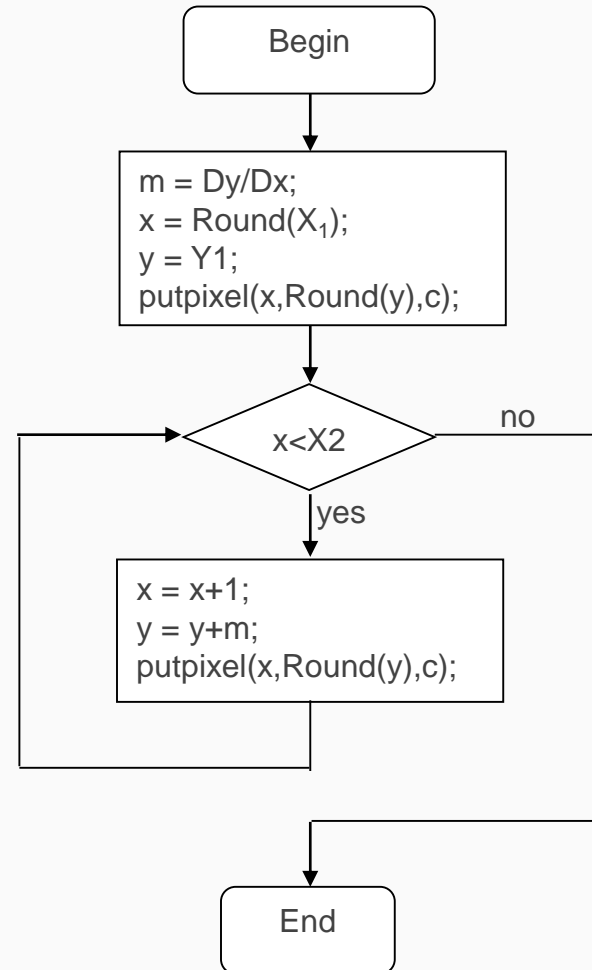 Begin
m = Dy/Dx;
x = Round(X₁);
y = Y1;
putpixel(x,Round(y),c);
x<X2
no
yes
x = x+1;
y = y+m;
putpixel(x,Round(y),c);
End